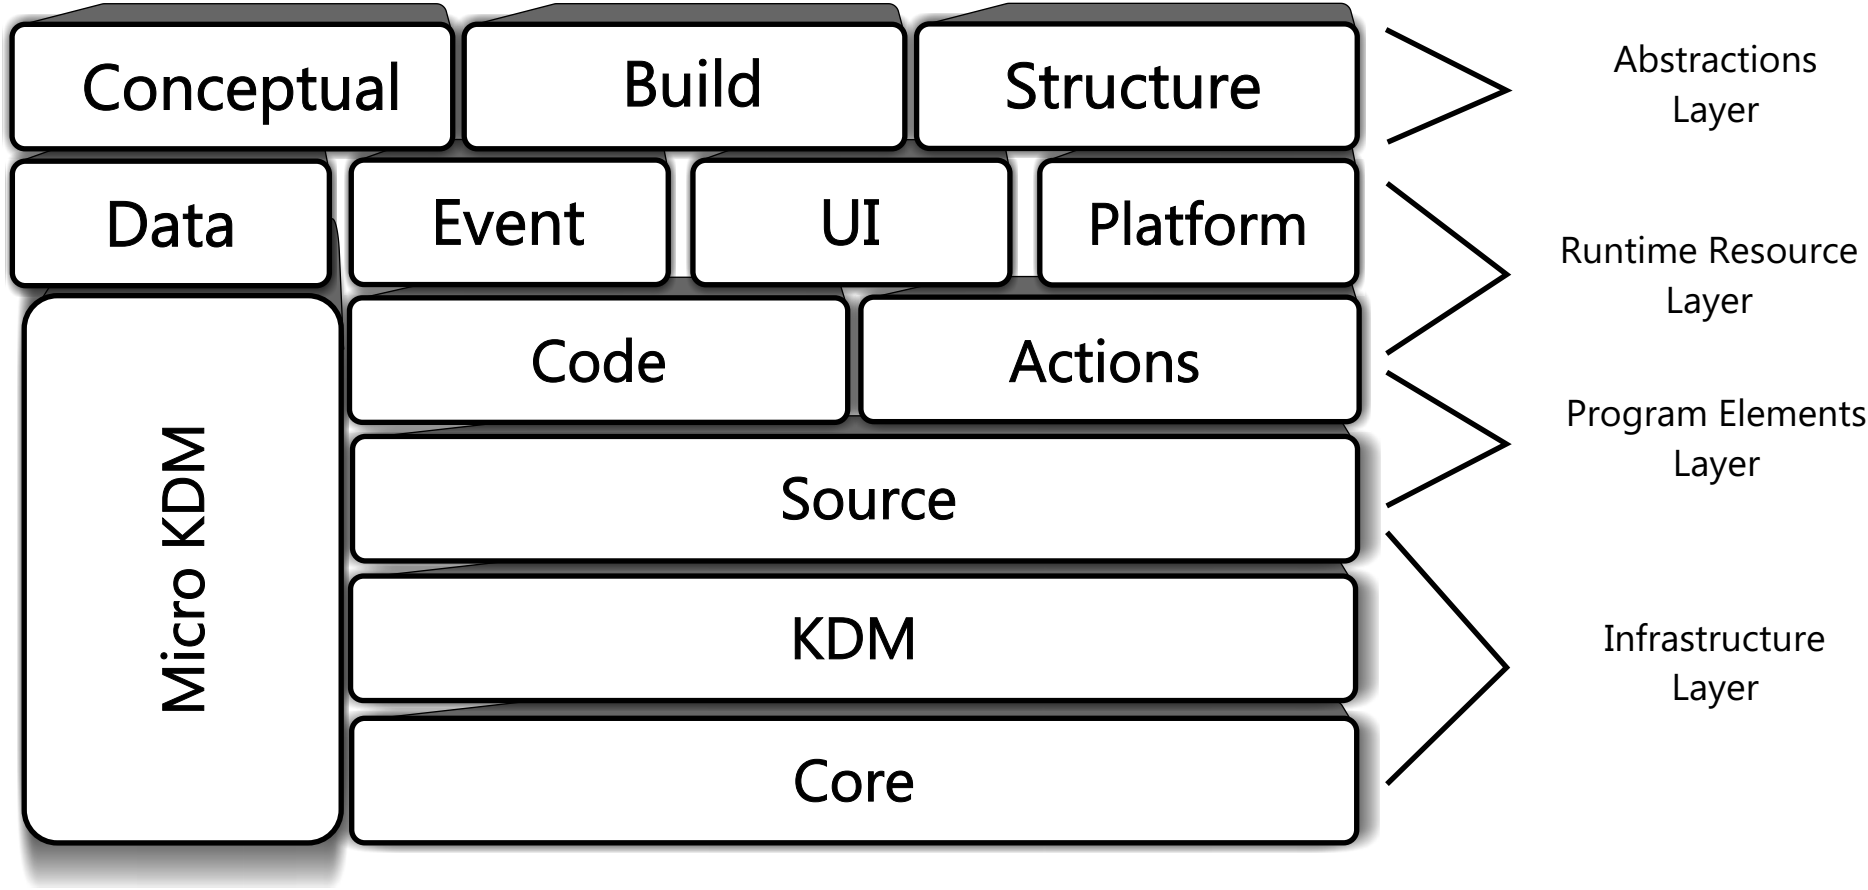 Conceptual
Build
Structure
Abstractions
Layer
Data
Event
UI
Platform
Runtime Resource
Layer
Code
Actions
Program Elements
Layer
Micro KDM
Source
KDM
Infrastructure
Layer
Core